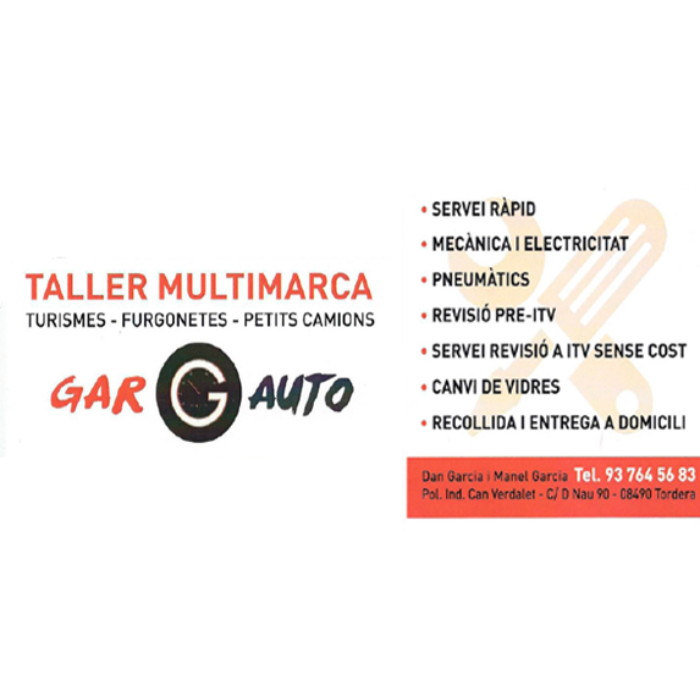 TALLER MULTIMARCA
TURISMES - FURGONETES - PETITS CAMIONS
GAR G AUTO
• SERVEI RÀPID
• MECÀNICA I ELECTRICITAT
• PNEUMÀTICS
• REVISIÓ PRE-ITV
• SERVEI REVISIÓ A ITV SENSE COST
• CANVI DE VIDRES
• RECOLLIDA I ENTREGA A DOMICILI
Dan Garcia i Manel Garcia Tel. 93 764 56 83
Pol. Ind. Can Verdalet - C/ D Nau 90 - 08490 Tordera